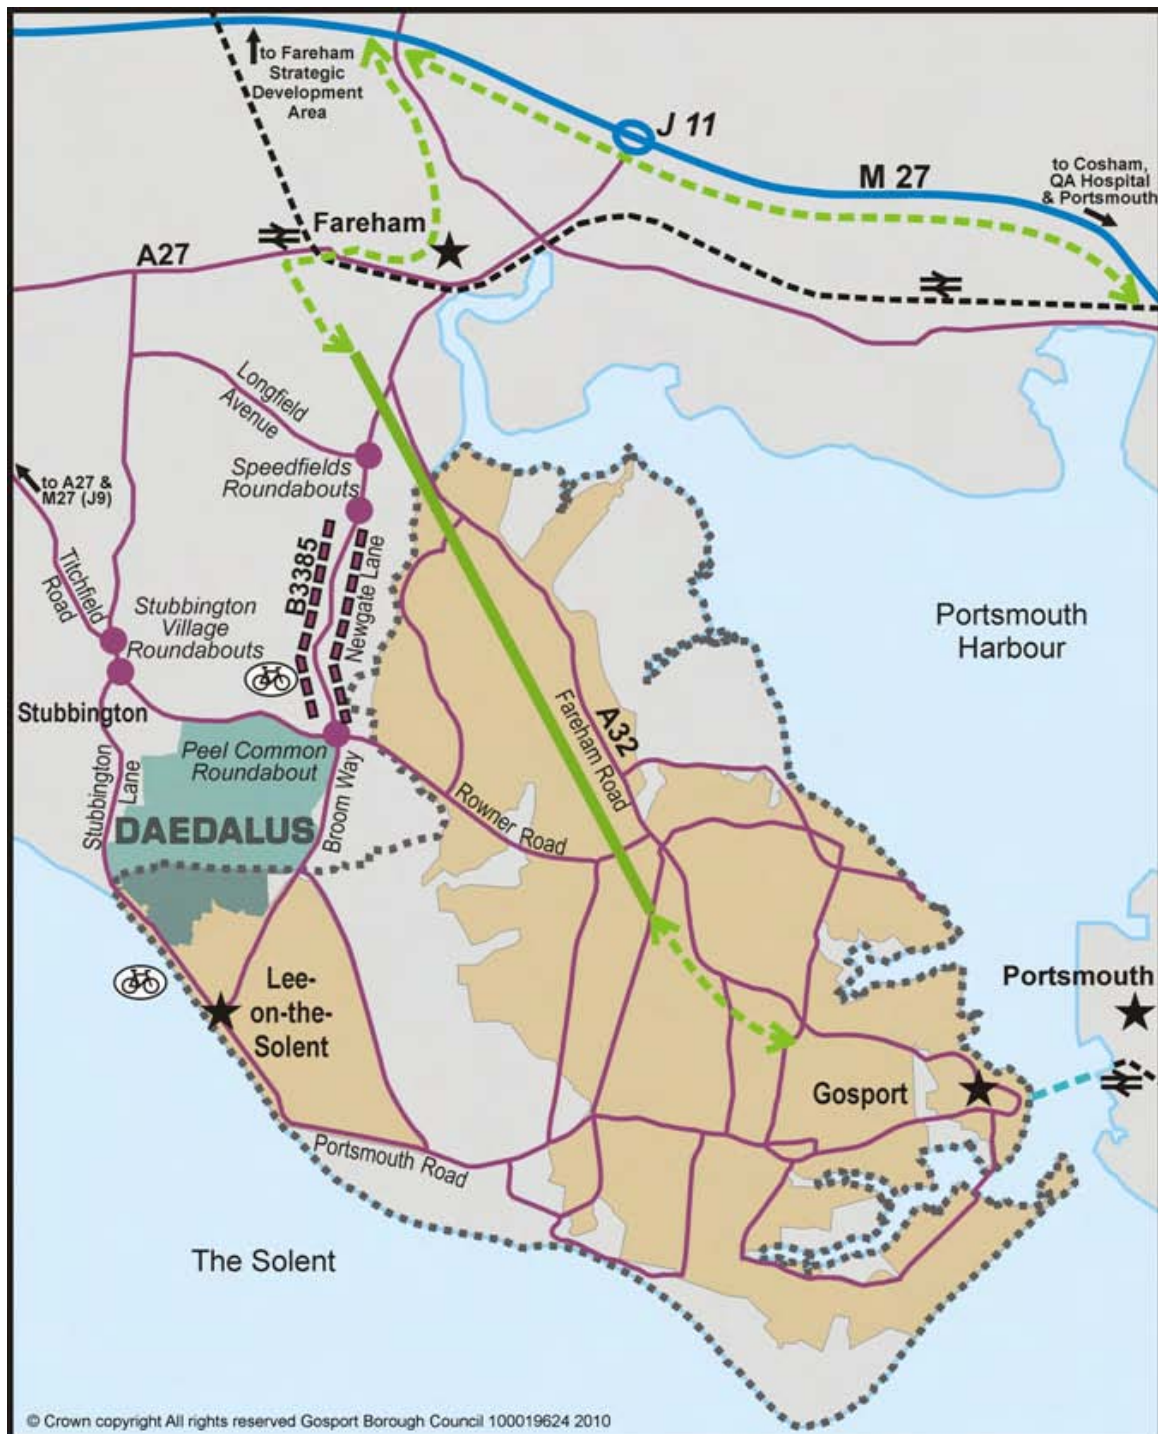 to Fareham
Strategic
Development
Area
J 11
M 27
to Cosham,
QA Hospital
& Portsmouth
Fareham
A27
Longfield
Avenue
Speedfields
Roundabouts
to A27 &
M27 (J9)
B3385
Newgate Lane
Titchfield
Road
Stubbington
Village
Roundabouts
Portsmouth
Harbour
Stubbington
Peel Common
Roundabout
Fareham Road
A32
Stubbington
Lane
Broom Way
Rowner Road
DAEDALUS
Lee-
on-the-
Solent
Portsmouth
Gosport
Portsmouth Road
The Solent
© Crown copyright All rights reserved Gosport Borough Council 100019624 2010